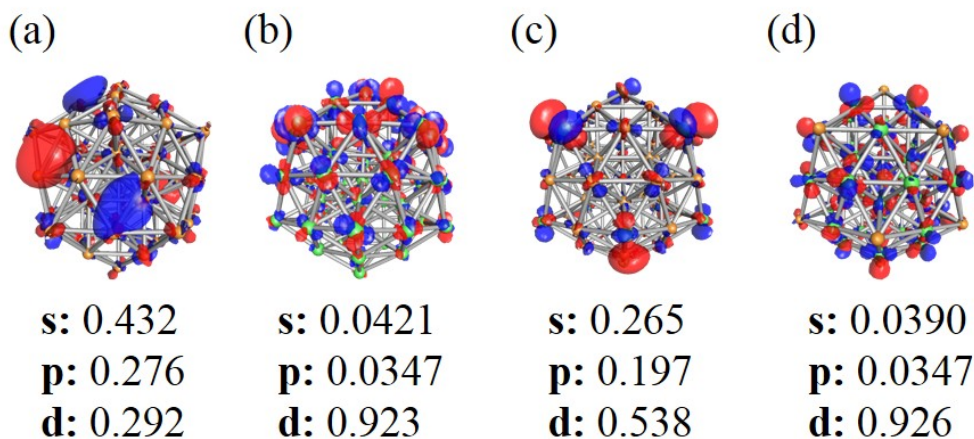 (a) (b) (c) (d)
s: 0.432 s: 0.0421 s: 0.265 s: 0.0390
p: 0.276 p: 0.0347 p: 0.197 p: 0.0347
d: 0.292 d: 0.923 d: 0.538 d: 0.926